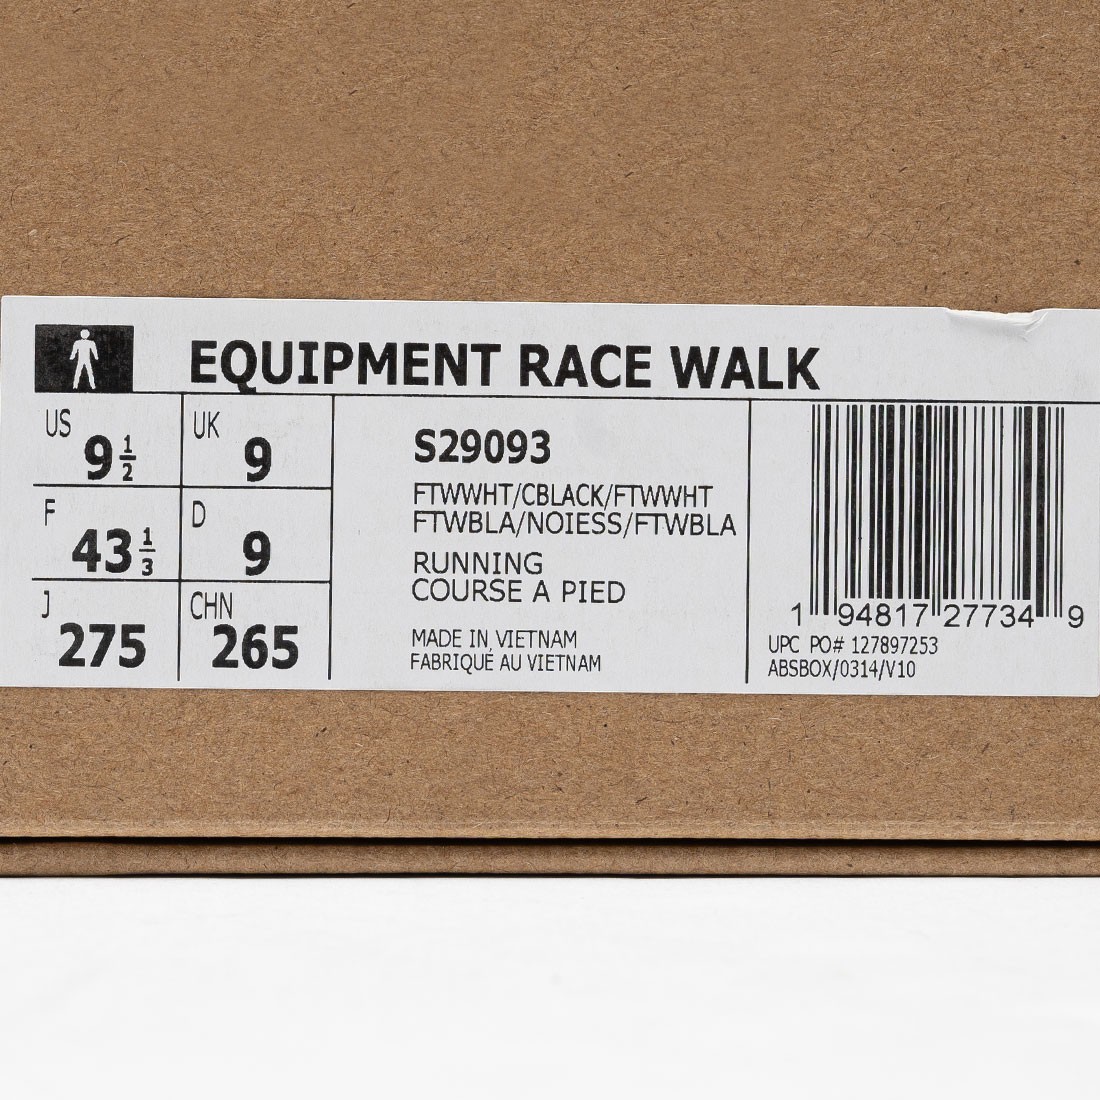 EQUIPMENT RACE WALK
US 9 1/2
UK 9
F 43 1/3
D 9
J 275
CHN 265
S29093
FTWWHT/CBLACK/FTWWHT
FTWBLA/NOIESS/FTWBLA
RUNNING
COURSE A PIED
MADE IN VIETNAM
FABRIQUÉ AU VIETNAM
1 94817 27734 9
UPC PO# 127897253
ABSBOX/0314/V10